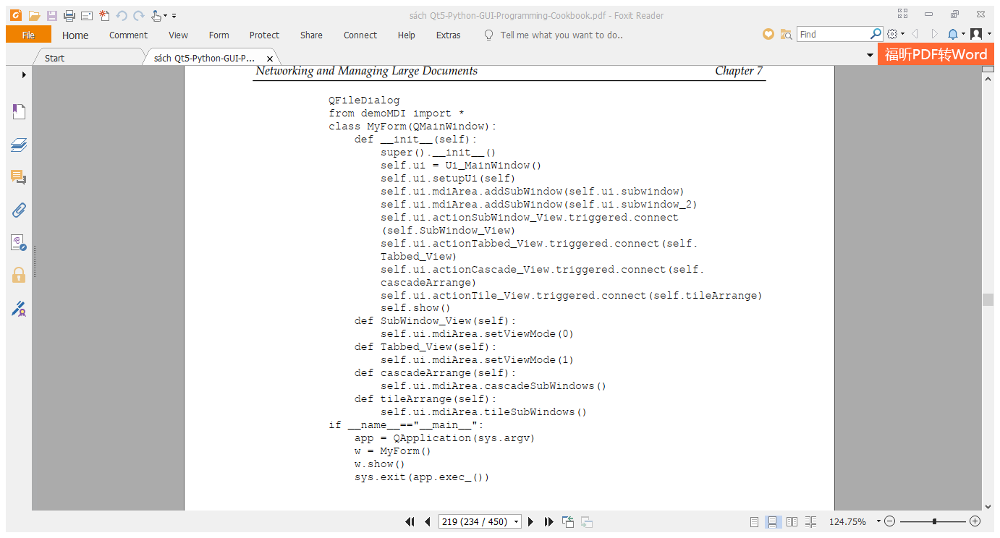 sách Qt5-Python-GUI-Programming-Cookbook.pdf - Foxit Reader
File Home Comment View Form Protect Share Connect Help Extras Tell me what you want to do.. Find
Start sách Qt5-Python-GUI-P... 福昕PDF转Word
Networking and Managing Large Documents Chapter 7
QFileDialog
from demoMDI import *
class MyForm(QMainWindow):
    def __init__(self):
        super().__init__()
        self.ui = Ui_MainWindow()
        self.ui.setupUi(self)
        self.ui.mdiArea.addSubWindow(self.ui.subwindow)
        self.ui.mdiArea.addSubWindow(self.ui.subwindow_2)
        self.ui.actionSubWindow_View.triggered.connect
        (self.SubWindow_View)
        self.ui.actionTabbed_View.triggered.connect(self.
        Tabbed_View)
        self.ui.actionCascade_View.triggered.connect(self.
        cascadeArrange)
        self.ui.actionTile_View.triggered.connect(self.tileArrange)
        self.show()
    def SubWindow_View(self):
        self.ui.mdiArea.setViewMode(0)
    def Tabbed_View(self):
        self.ui.mdiArea.setViewMode(1)
    def cascadeArrange(self):
        self.ui.mdiArea.cascadeSubWindows()
    def tileArrange(self):
        self.ui.mdiArea.tileSubWindows()
if __name__=="__main__":
    app = QApplication(sys.argv)
    w = MyForm()
    w.show()
    sys.exit(app.exec_())
219 (234 / 450) 124.75%